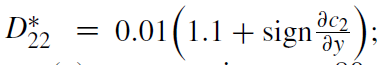 D*₂₂ = 0.01(1.1 + sign ∂c₂/∂y);